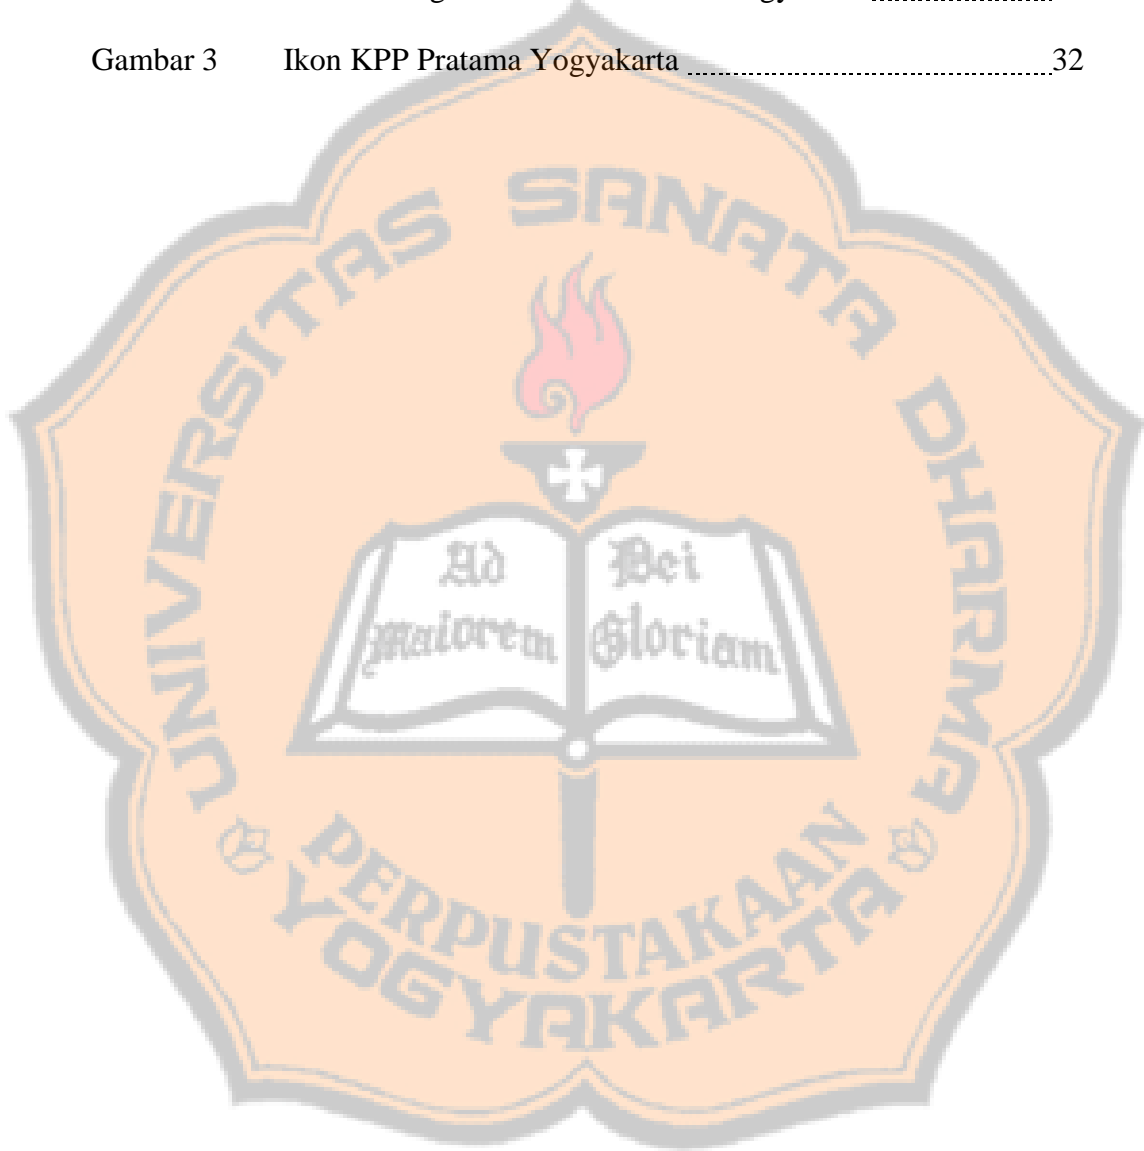 Gambar 3 Ikon KPP Pratama Yogyakarta 32
UNIVERSITAS SANATA DHARMA
Ad Dei
Maiorem Gloriam
PERPUSTAKAAN
YOGYAKARTA